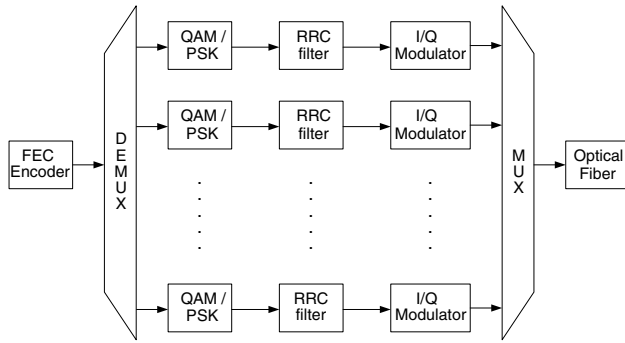 QAM /
PSK
RRC
filter
I/Q
Modulator
QAM /
PSK
RRC
filter
I/Q
Modulator
FEC
Encoder
D
E
M
U
X
M
U
X
Optical
Fiber
QAM /
PSK
RRC
filter
I/Q
Modulator